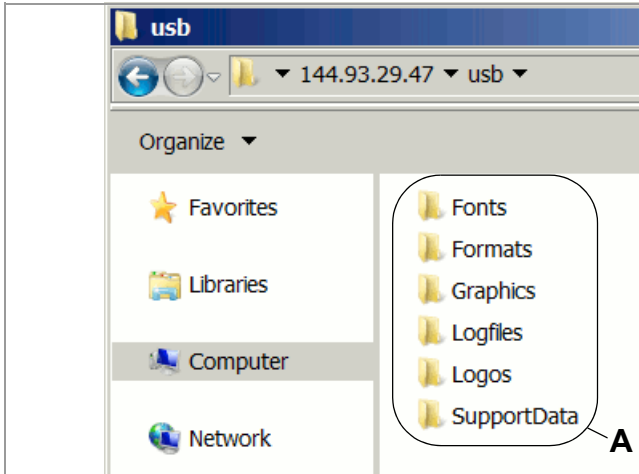 usb
144.93.29.47 usb
Organize
Favorites
Libraries
Computer
Network
Fonts
Formats
Graphics
Logfiles
Logos
SupportData
A